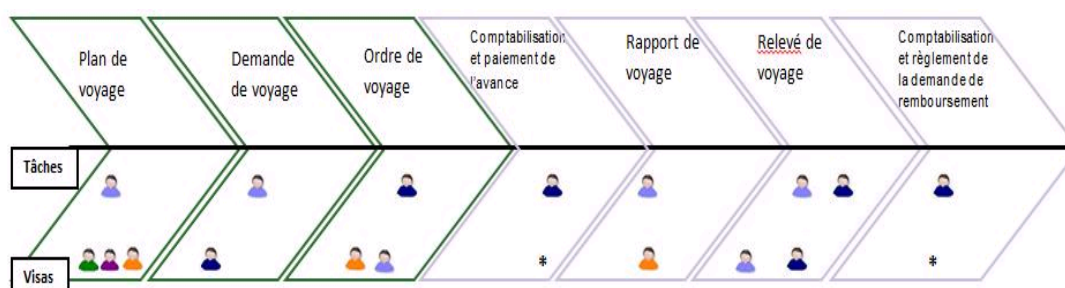 Plan de
voyage
Demande
de voyage
Ordre de
voyage
Comptabilisation
et paiement de
l'avance
Rapport de
voyage
Relevé de
voyage
Comptabilisation
et règlement de
la demande de
remboursement
Tâches
Visas
*
*